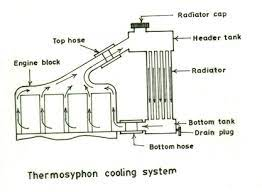 Radiator cap
Top hose
Header tank
Engine block
Radiator
Bottom tank
Drain plug
Bottom hose
Thermosyphon cooling system